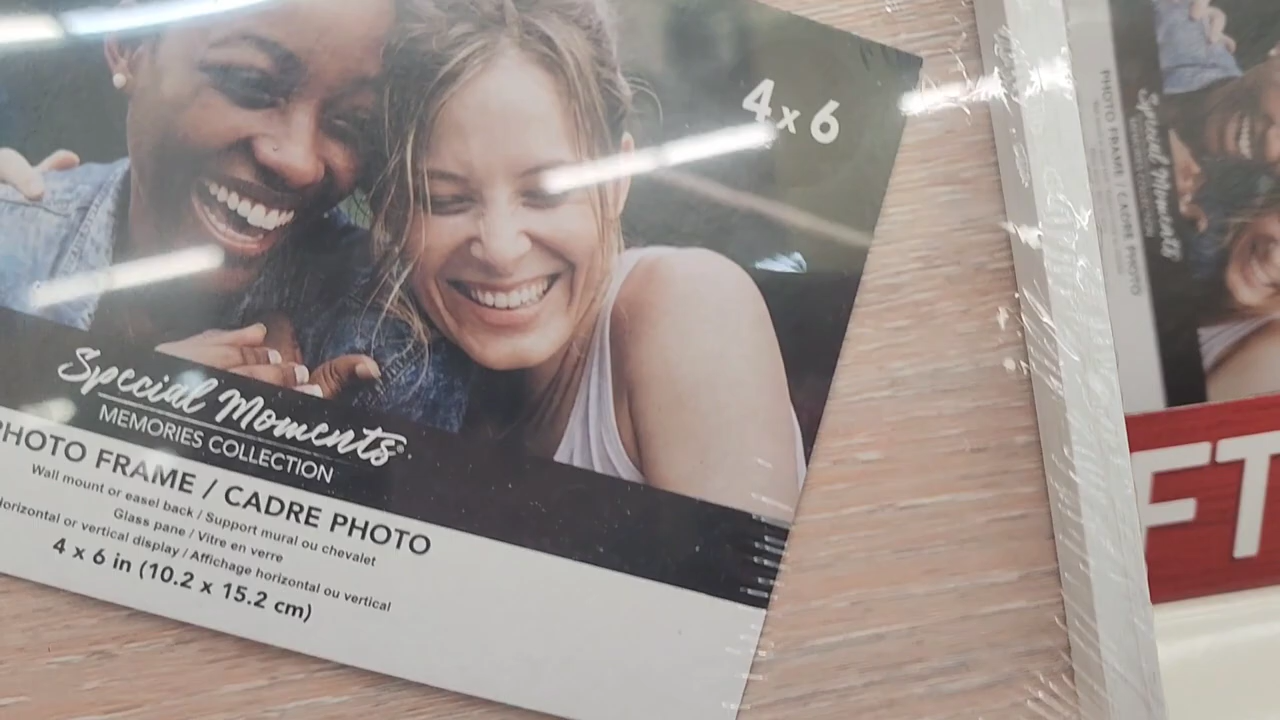 4 x 6
Special Moments®
MEMORIES COLLECTION
PHOTO FRAME / CADRE PHOTO
Wall mount or easel back / Support mural ou chevalet
Glass pane / Vitre en verre
Horizontal or vertical display / Affichage horizontal ou vertical
4 x 6 in (10.2 x 15.2 cm)
Special Moments
PHOTO FRAME / CADRE PHOTO
FT